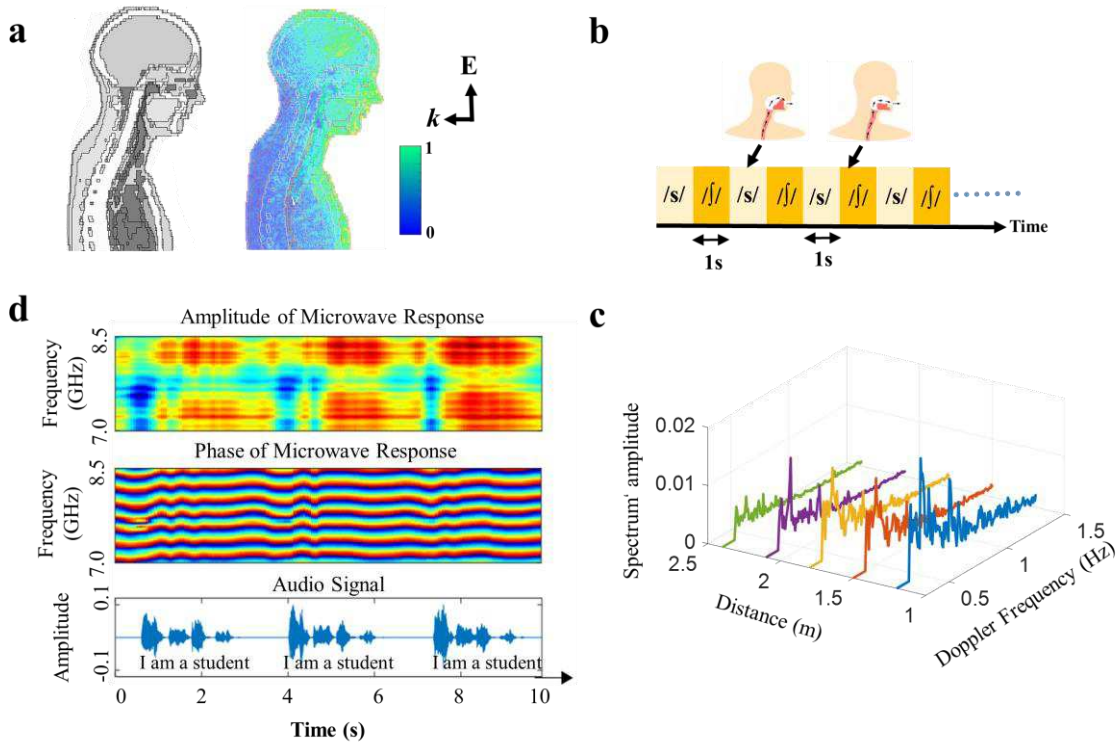 a
E
k
1
0
b
/s/ /ʃ/ /s/ /ʃ/ /s/ /ʃ/ /s/ /ʃ/
Time
1s 1s
d
Amplitude of Microwave Response
Frequency
(GHz)
8.5
7.0
Phase of Microwave Response
Frequency
(GHz)
8.5
7.0
Audio Signal
Amplitude
0.1
-0.1
I am a student I am a student I am a student
0 2 4 6 8 10
Time (s)
c
Spectrum‘ amplitude
0.02
0.01
0
2.5 2 1.5 1
Distance (m)
0.5 1 1.5
Doppler Frequency (Hz)